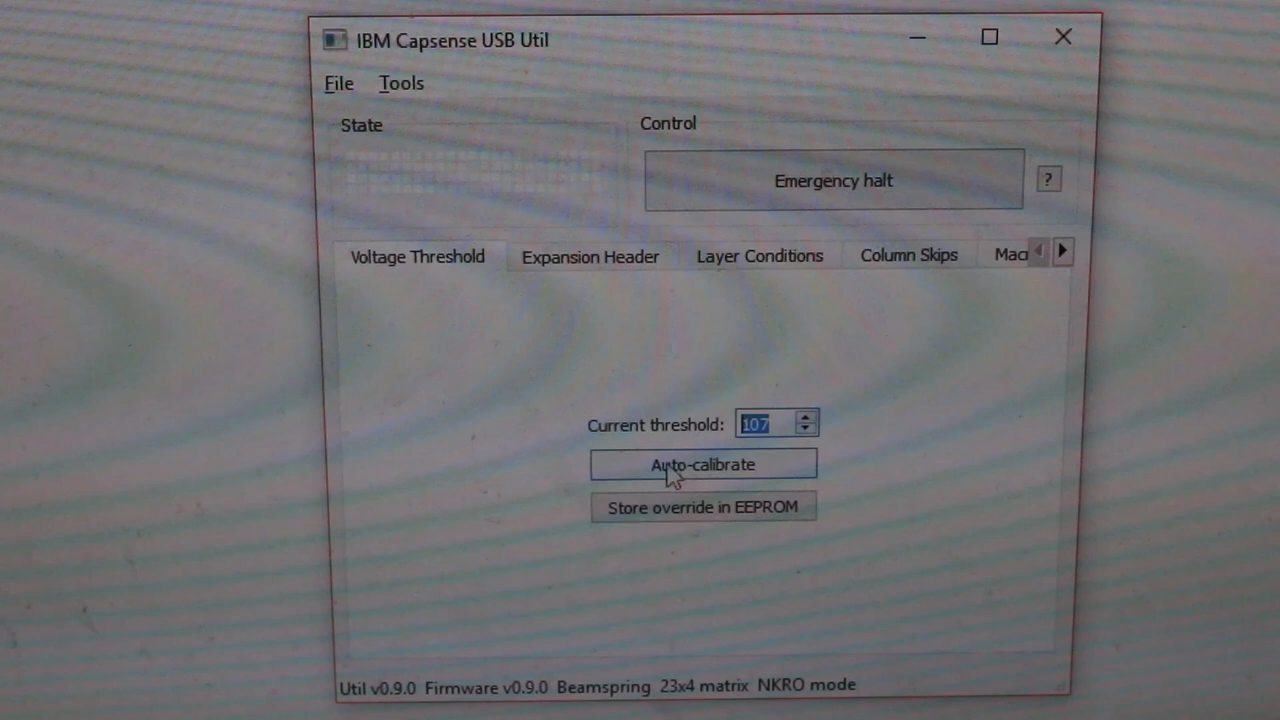 IBM Capsense USB Util
File Tools
State
Control
Emergency halt
?
Voltage Threshold Expansion Header Layer Conditions Column Skips Mac
Current threshold: 107
Auto-calibrate
Store override in EEPROM
Util v0.9.0 Firmware v0.9.0 Beamspring 23x4 matrix NKRO mode